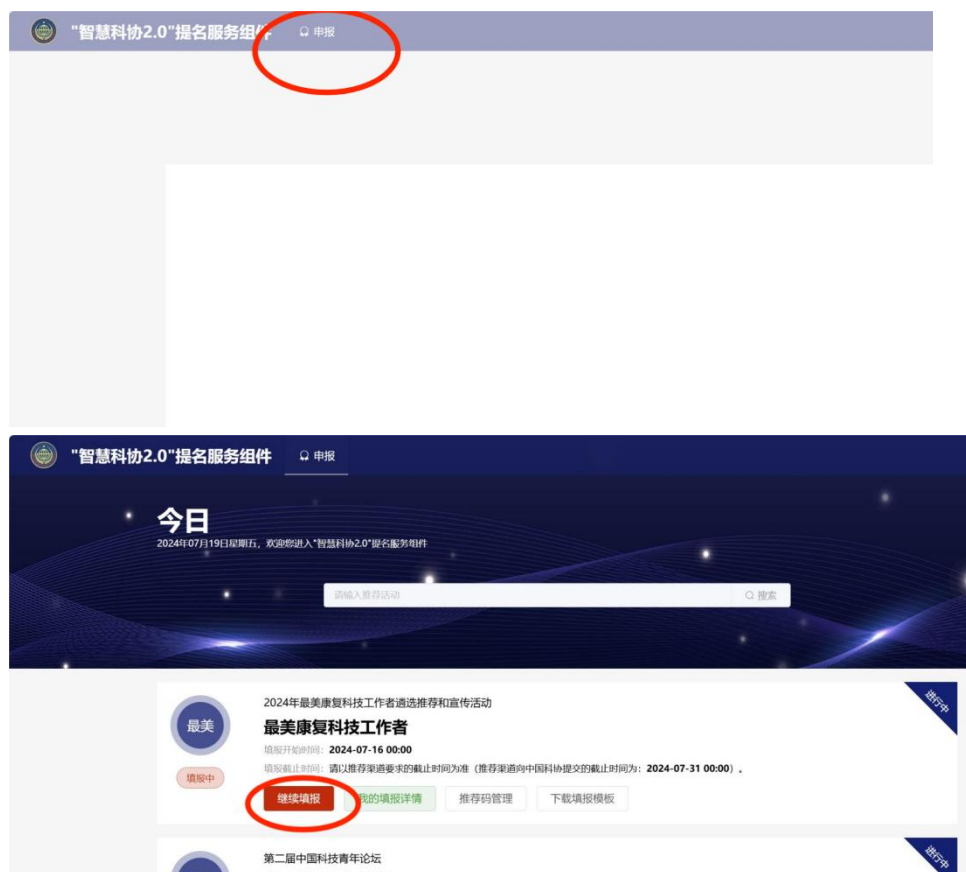 "智慧科协2.0"提名服务组件 申报
"智慧科协2.0"提名服务组件 申报
今日
2024年07月19日星期五，欢迎您进入"智慧科协2.0"提名服务组件
请输入推荐活动 搜索
2024年最美康复科技工作者遴选推荐和宣传活动
进行中
最美
最美康复科技工作者
填报开始时间：2024-07-16 00:00
填报截止时间：请以推荐渠道要求的截止时间为准（推荐渠道向中国科协提交的截止时间为：2024-07-31 00:00）.
填报中
继续填报 我的填报详情 推荐码管理 下载填报模板
第二届中国科技青年论坛
进行中